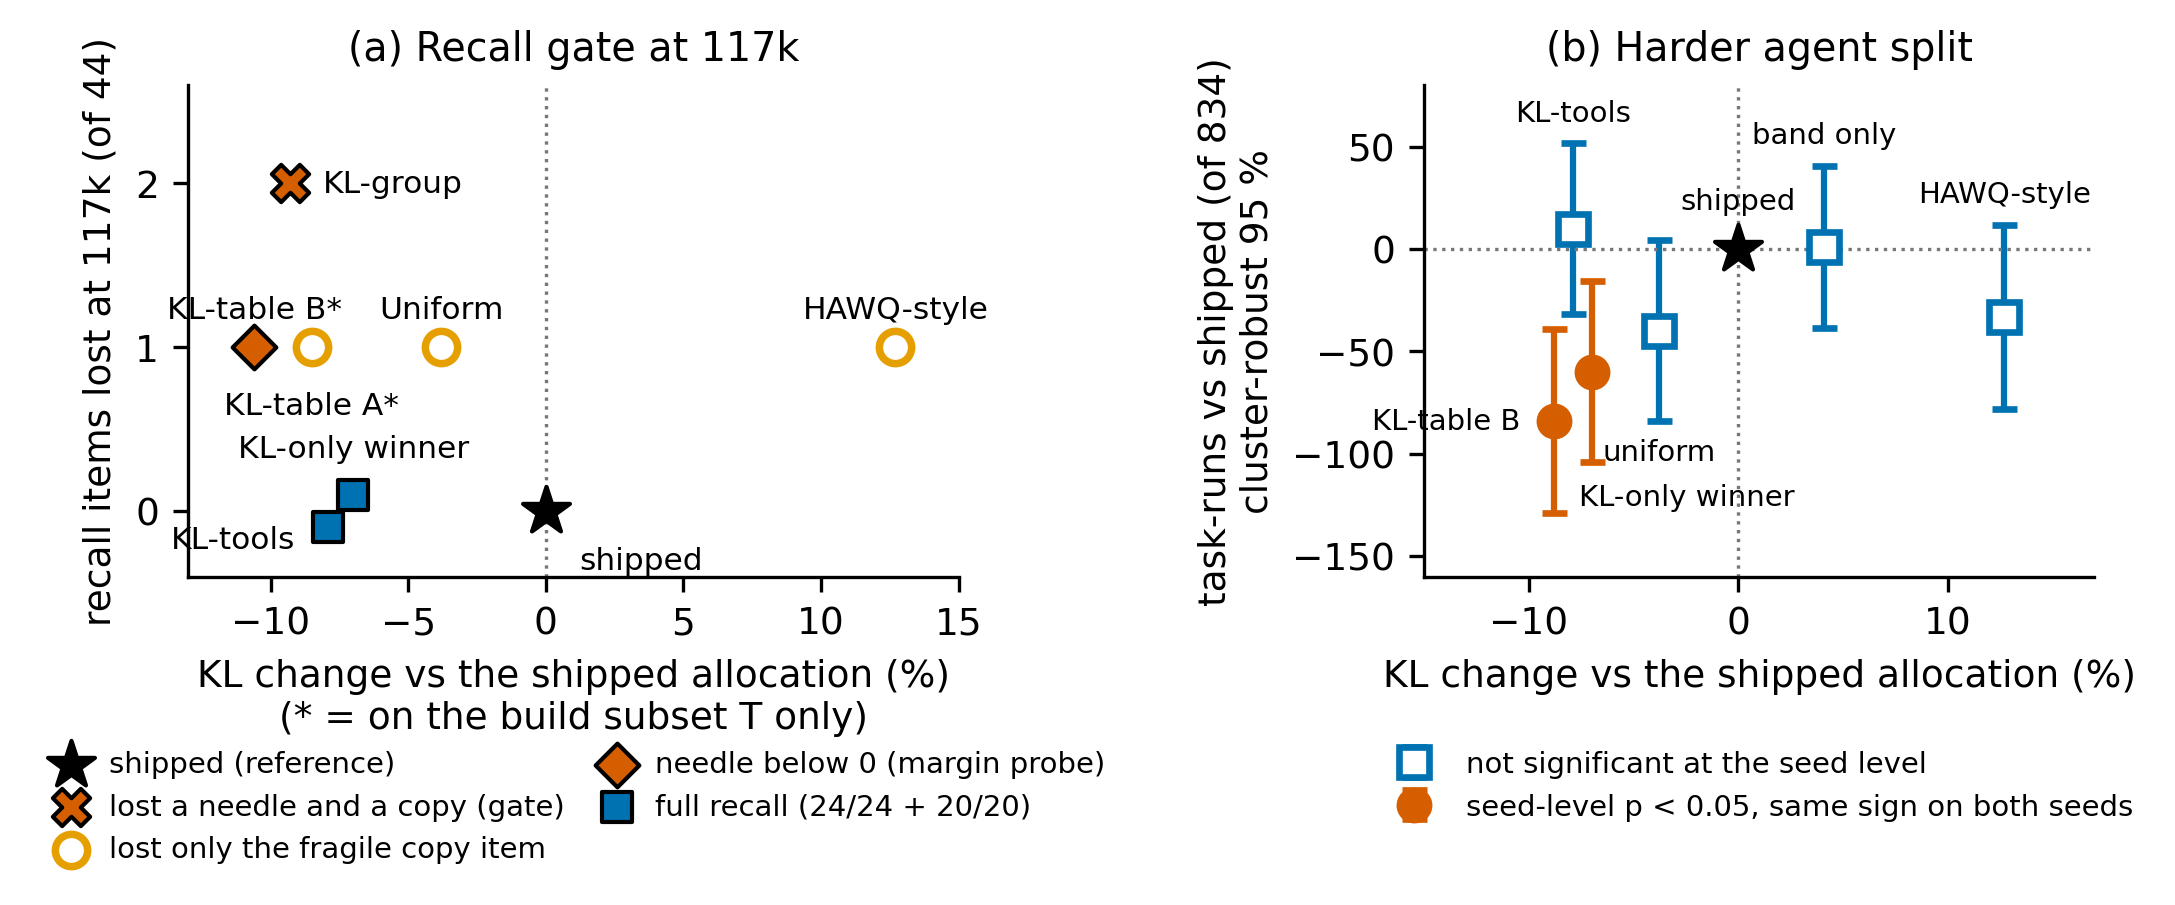 (a) Recall gate at 117k
recall items lost at 117k (of 44)
2
1
0
KL-group
KL-table B*
Uniform
HAWQ-style
KL-table A*
KL-only winner
KL-tools
shipped
−10
−5
0
5
10
15
KL change vs the shipped allocation (%)
(* = on the build subset T only)
shipped (reference)
lost a needle and a copy (gate)
lost only the fragile copy item
needle below 0 (margin probe)
full recall (24/24 + 20/20)
(b) Harder agent split
task-runs vs shipped (of 834)
cluster-robust 95 %
50
0
−50
−100
−150
KL-tools
band only
shipped
HAWQ-style
KL-table B
uniform
KL-only winner
−10
0
10
KL change vs the shipped allocation (%)
not significant at the seed level
seed-level p < 0.05, same sign on both seeds